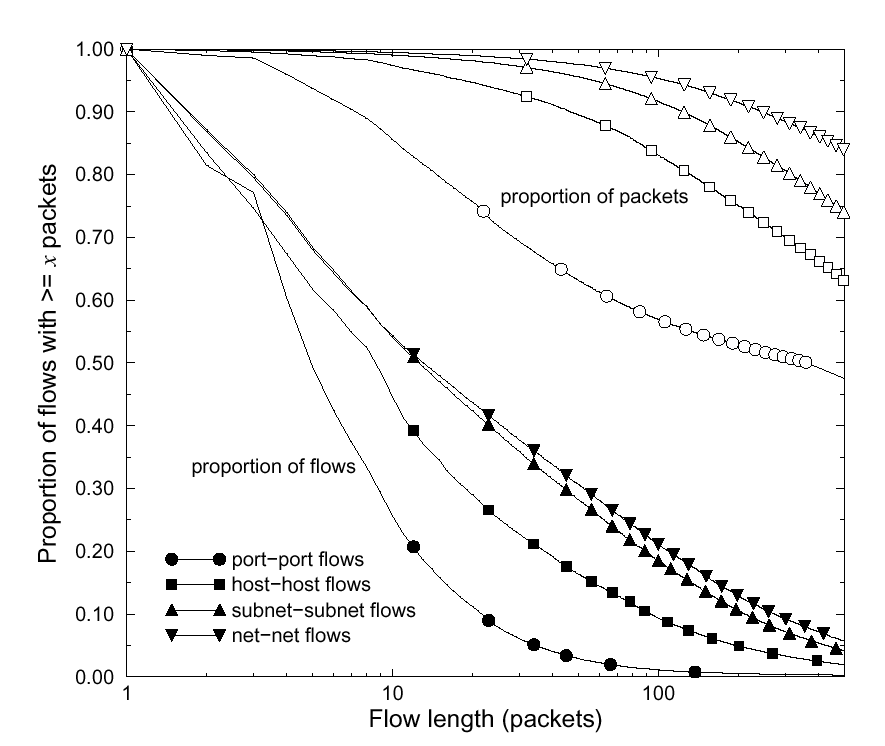 1.00
0.90
0.80
0.70
0.60
0.50
0.40
0.30
0.20
0.10
0.00
Proportion of flows with >= x packets
proportion of packets
proportion of flows
port−port flows
host−host flows
subnet−subnet flows
net−net flows
1 10 100
Flow length (packets)